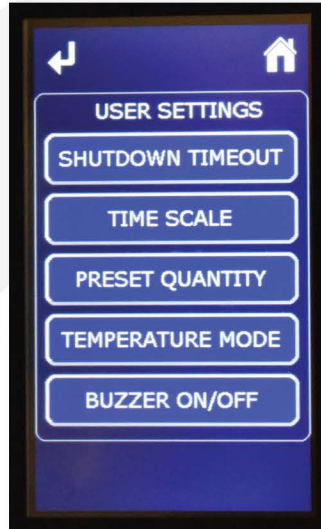 USER SETTINGS
SHUTDOWN TIMEOUT
TIME SCALE
PRESET QUANTITY
TEMPERATURE MODE
BUZZER ON/OFF